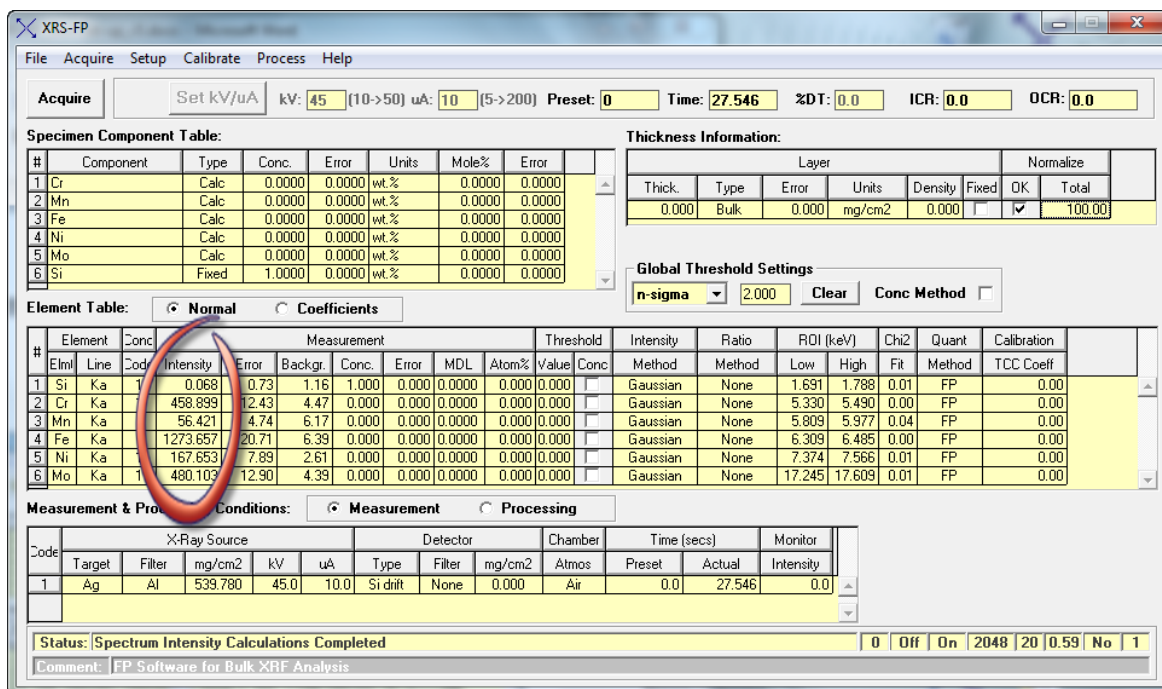 XRS-FP
File Acquire Setup Calibrate Process Help
Acquire Set kV/uA kV: 45 (10->50) uA: 10 (5->200) Preset: 0 Time: 27.546 %DT: 0.0 ICR: 0.0 OCR: 0.0
Specimen Component Table:
# Component Type Conc. Error Units Mole% Error
1 Cr Calc 0.0000 0.0000 wt.% 0.0000 0.0000
2 Mn Calc 0.0000 0.0000 wt.% 0.0000 0.0000
3 Fe Calc 0.0000 0.0000 wt.% 0.0000 0.0000
4 Ni Calc 0.0000 0.0000 wt.% 0.0000 0.0000
5 Mo Calc 0.0000 0.0000 wt.% 0.0000 0.0000
6 Si Fixed 1.0000 0.0000 wt.% 0.0000 0.0000
Thickness Information:
Layer Normalize
Thick. Type Error Units Density Fixed OK Total
0.000 Bulk 0.000 mg/cm2 0.000 100.00
Global Threshold Settings
n-sigma 2.000 Clear Conc Method
Element Table: Normal Coefficients
# Element Conc Measurement Threshold Intensity Ratio ROI (keV) Chi2 Quant Calibration
Elmt Line Code Intensity Error Backgr. Conc. Error MDL Atom% Value Conc Method Method Low High Fit Method TCC Coeff
1 Si Ka 0.068 0.73 1.16 1.000 0.000 0.0000 0.000 0.000 Gaussian None 1.691 1.788 0.01 FP 0.00
2 Cr Ka 458.899 12.43 4.47 0.000 0.000 0.0000 0.000 0.000 Gaussian None 5.330 5.490 0.00 FP 0.00
3 Mn Ka 56.421 4.74 6.17 0.000 0.000 0.0000 0.000 0.000 Gaussian None 5.809 5.977 0.04 FP 0.00
4 Fe Ka 1273.657 20.71 6.39 0.000 0.000 0.0000 0.000 0.000 Gaussian None 6.309 6.485 0.00 FP 0.00
5 Ni Ka 167.653 7.89 2.61 0.000 0.000 0.0000 0.000 0.000 Gaussian None 7.374 7.566 0.01 FP 0.00
6 Mo Ka 1 480.103 12.90 4.39 0.000 0.000 0.0000 0.000 0.000 Gaussian None 17.245 17.609 0.01 FP 0.00
Measurement & Conditions: Measurement Processing
Code X-Ray Source Detector Chamber Time (secs) Monitor
Target Filter mg/cm2 kV uA Type Filter mg/cm2 Atmos Preset Actual Intensity
1 Ag Al 539.780 45.0 10.0 Si drift None 0.000 Air 0.0 27.546 0.0
Status: Spectrum Intensity Calculations Completed 0 Off On 2048 20 0.59 No 1
Comment: FP Software for Bulk XRF Analysis